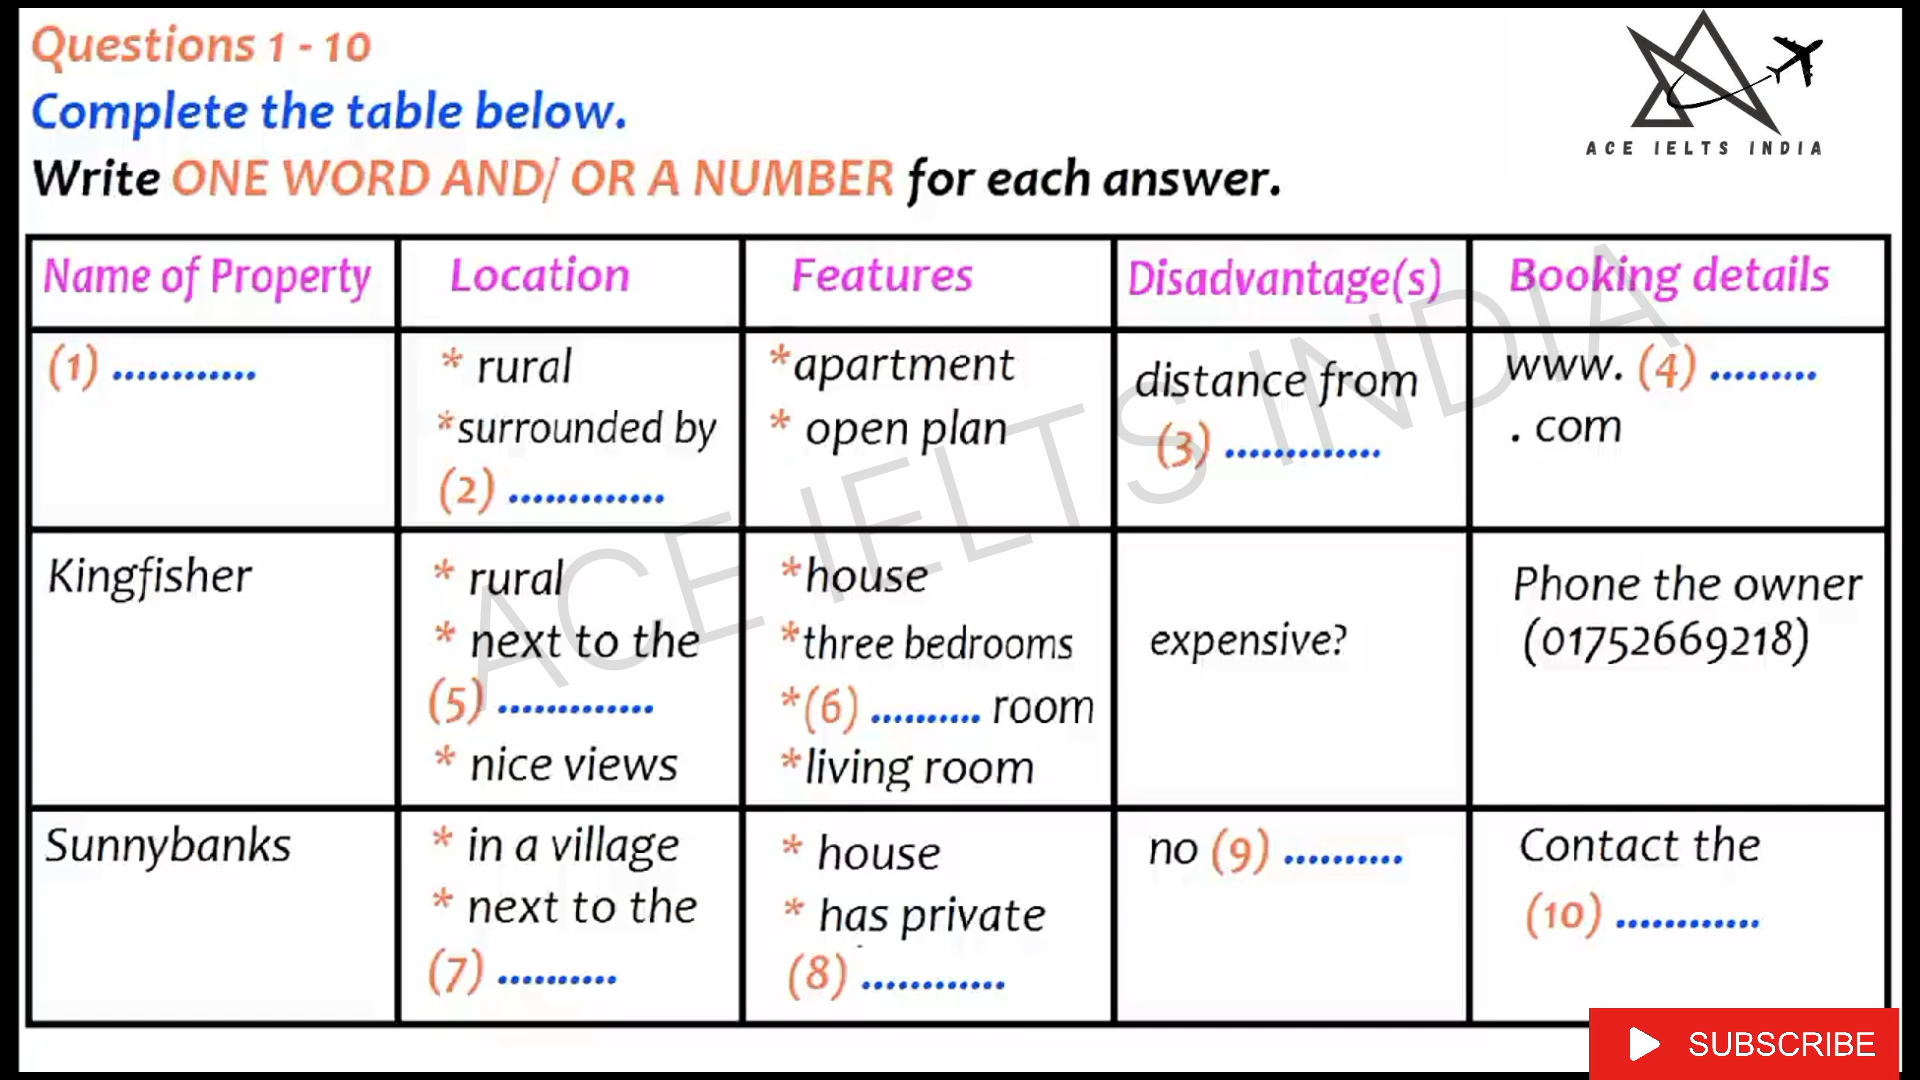 Questions 1 - 10
Complete the table below.
Write ONE WORD AND/ OR A NUMBER for each answer.
ACE IELTS INDIA
Name of Property
Location
Features
Disadvantage(s)
Booking details
(1) ............
* rural
*surrounded by
(2) .............
*apartment
* open plan
distance from
(3) .............
www. (4) .........
. com
Kingfisher
* rural
* next to the
(5) .............
* nice views
*house
*three bedrooms
*(6) .......... room
*living room
expensive?
Phone the owner
(01752669218)
Sunnybanks
* in a village
* next to the
(7) ..........
* house
* has private
(8) ............
no (9) ..........
Contact the
(10) ............
ACE IELTS INDIA
SUBSCRIBE